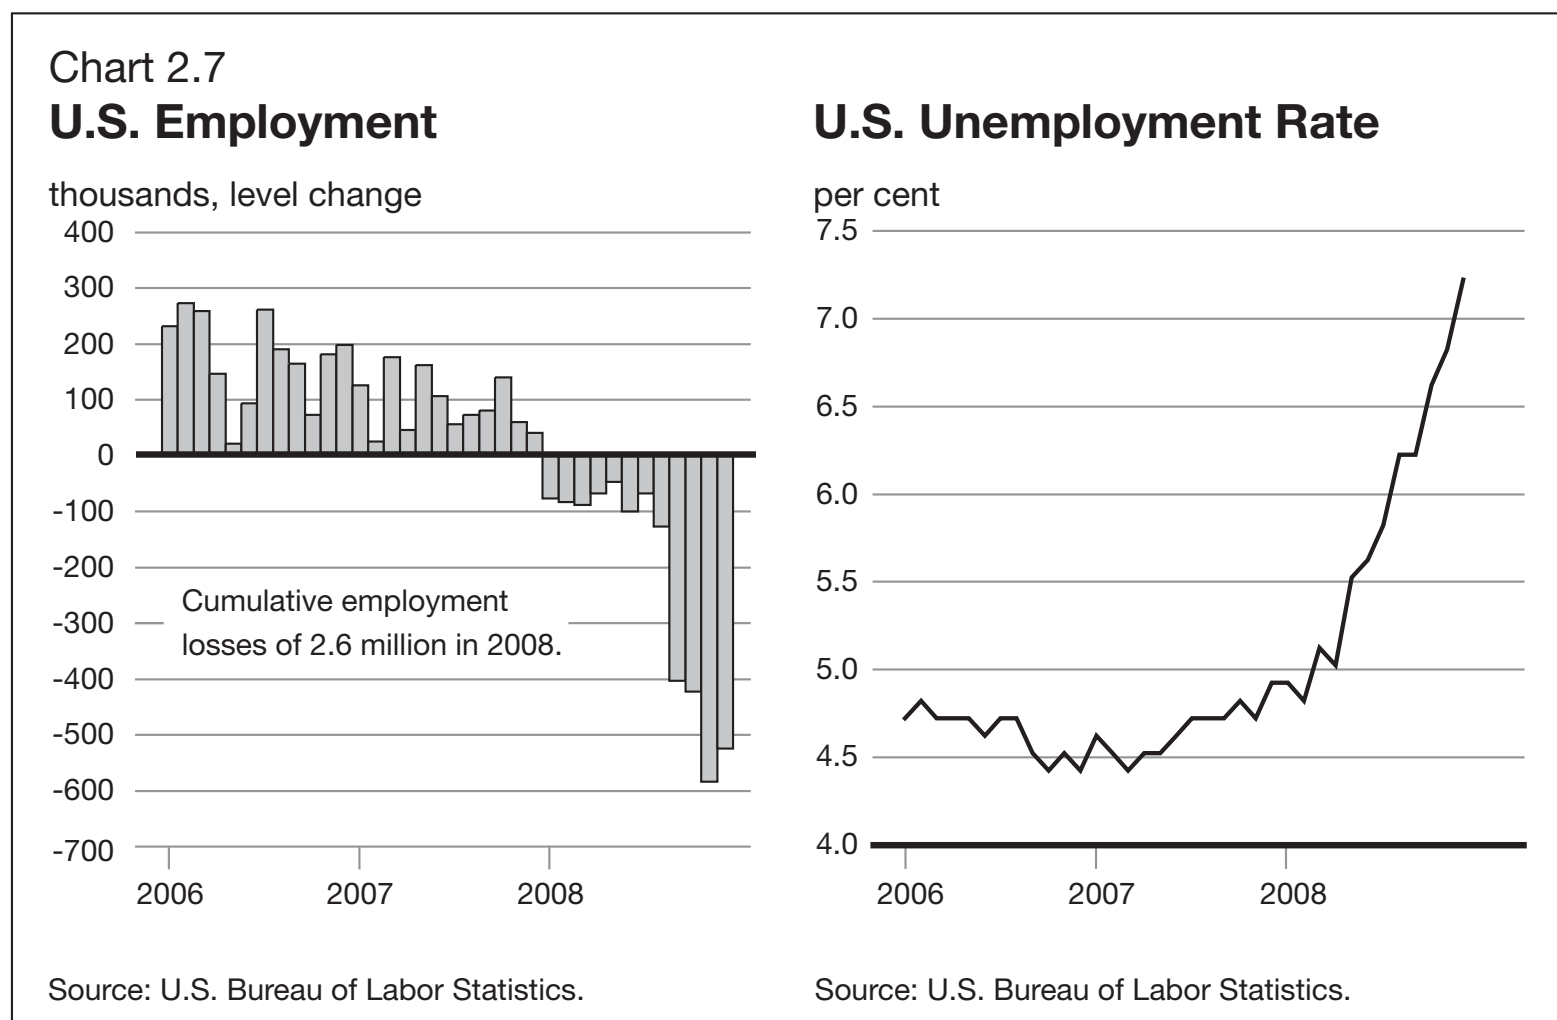 Chart 2.7
U.S. Employment
thousands, level change
400
300
200
100
0
-100
-200
-300
-400
-500
-600
-700
Cumulative employment
losses of 2.6 million in 2008.
2006 2007 2008
Source: U.S. Bureau of Labor Statistics.
U.S. Unemployment Rate
per cent
7.5
7.0
6.5
6.0
5.5
5.0
4.5
4.0
2006 2007 2008
Source: U.S. Bureau of Labor Statistics.